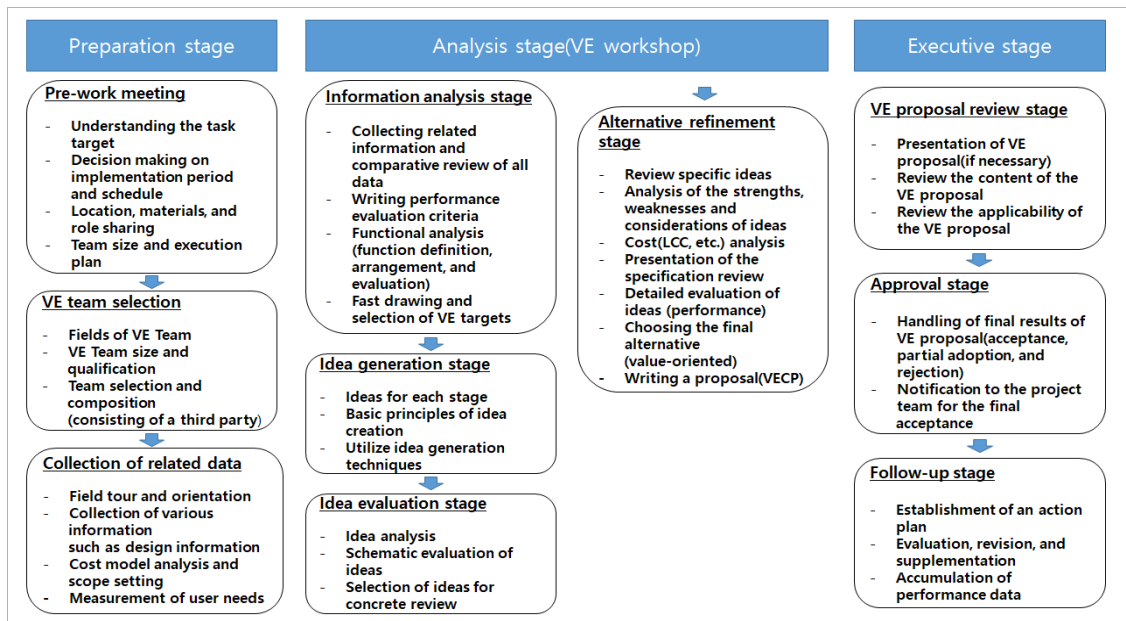 Preparation stage
Pre-work meeting
- Understanding the task
target
- Decision making on
implementation period
and schedule
- Location, materials, and
role sharing
- Team size and execution
plan
VE team selection
- Fields of VE Team
- VE Team size and
qualification
- Team selection and
composition
(consisting of a third party)
Collection of related data
- Field tour and orientation
- Collection of various
information
such as design information
- Cost model analysis and
scope setting
- Measurement of user needs
Analysis stage(VE workshop)
Information analysis stage
- Collecting related
information and
comparative review of all
data
- Writing performance
evaluation criteria
- Functional analysis
(function definition,
arrangement, and
evaluation)
- Fast drawing and
selection of VE targets
Idea generation stage
- Ideas for each stage
- Basic principles of idea
creation
- Utilize idea generation
techniques
Idea evaluation stage
- Idea analysis
- Schematic evaluation of
ideas
- Selection of ideas for
concrete review
Alternative refinement
stage
- Review specific ideas
- Analysis of the strengths,
weaknesses and
considerations of ideas
- Cost(LCC, etc.) analysis
- Presentation of the
specification review
- Detailed evaluation of
ideas (performance)
- Choosing the final
alternative
(value-oriented)
- Writing a proposal(VECP)
Executive stage
VE proposal review stage
- Presentation of VE
proposal(if necessary)
- Review the content of the
VE proposal
- Review the applicability of
the VE proposal
Approval stage
- Handling of final results of
VE proposal(acceptance,
partial adoption, and
rejection)
- Notification to the project
team for the final
acceptance
Follow-up stage
- Establishment of an action
plan
- Evaluation, revision, and
supplementation
- Accumulation of
performance data